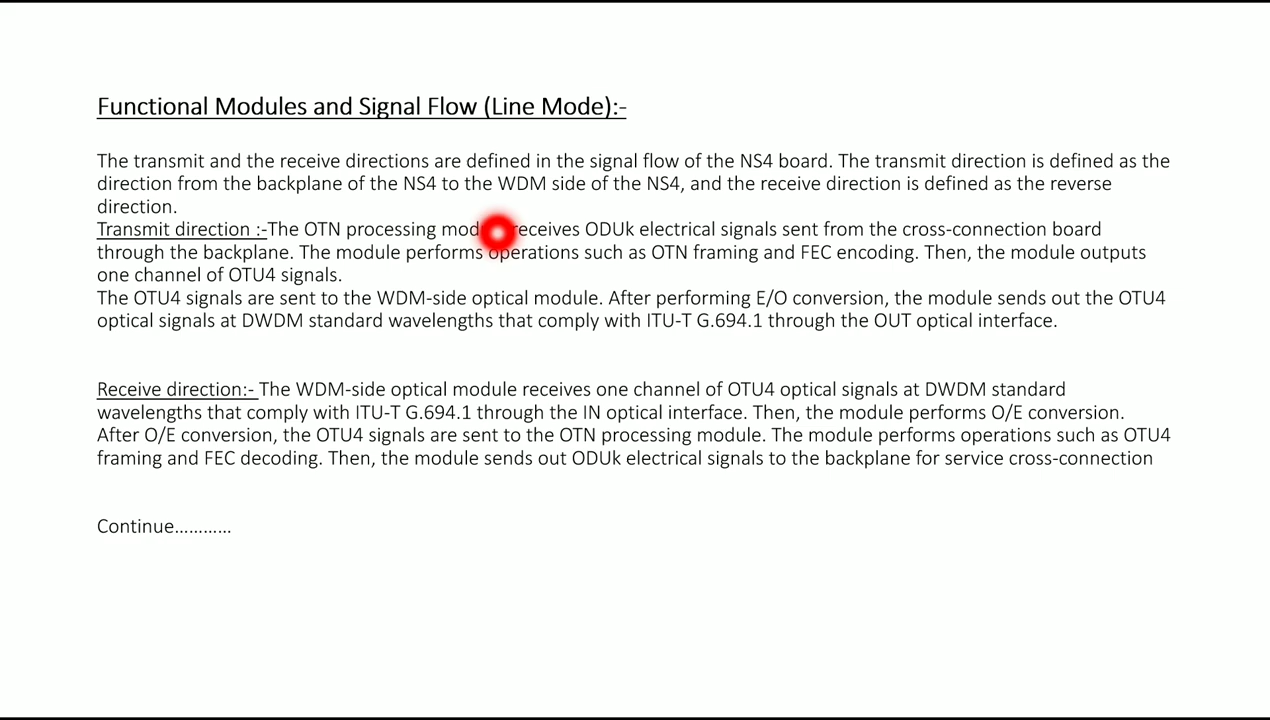 Functional Modules and Signal Flow (Line Mode):-
The transmit and the receive directions are defined in the signal flow of the NS4 board. The transmit direction is defined as the
direction from the backplane of the NS4 to the WDM side of the NS4, and the receive direction is defined as the reverse
direction.
Transmit direction :-The OTN processing receives ODUk electrical signals sent from the cross-connection board
through the backplane. The module performs operations such as OTN framing and FEC encoding. Then, the module outputs
one channel of OTU4 signals.
The OTU4 signals are sent to the WDM-side optical module. After performing E/O conversion, the module sends out the OTU4
optical signals at DWDM standard wavelengths that comply with ITU-T G.694.1 through the OUT optical interface.
Receive direction:- The WDM-side optical module receives one channel of OTU4 optical signals at DWDM standard
wavelengths that comply with ITU-T G.694.1 through the IN optical interface. Then, the module performs O/E conversion.
After O/E conversion, the OTU4 signals are sent to the OTN processing module. The module performs operations such as OTU4
framing and FEC decoding. Then, the module sends out ODUk electrical signals to the backplane for service cross-connection
Continue............